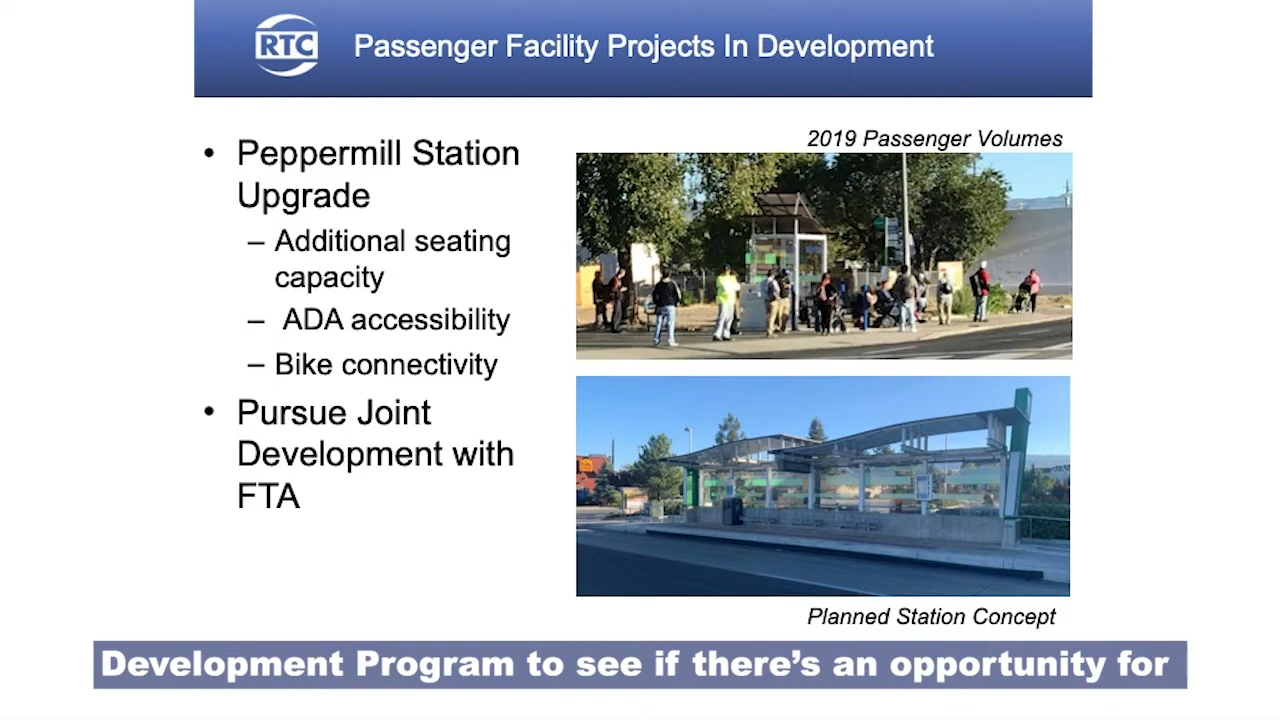 RTC
Passenger Facility Projects In Development
• Peppermill Station
Upgrade
– Additional seating
capacity
– ADA accessibility
– Bike connectivity
• Pursue Joint
Development with
FTA
2019 Passenger Volumes
Planned Station Concept
Development Program to see if there’s an opportunity for